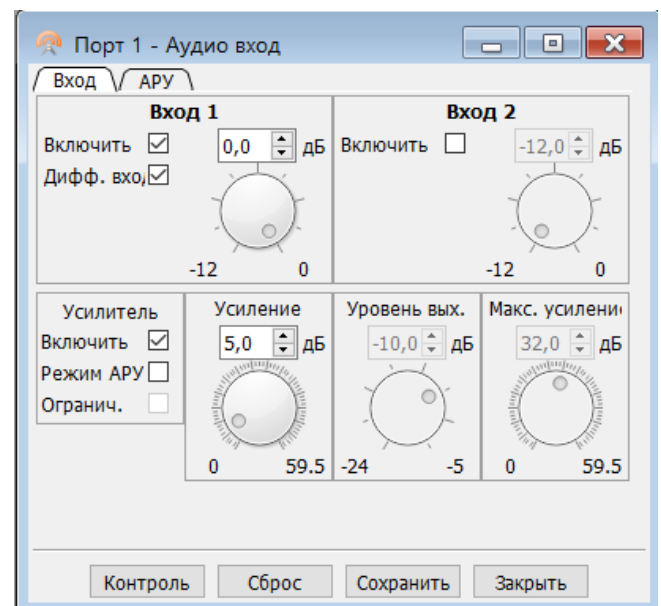 Порт 1 - Аудио вход
Вход АРУ
Вход 1
Включить 0,0 дБ
Дифф. вход
-12 0
Вход 2
Включить -12,0 дБ
-12 0
Усилитель
Включить
Режим АРУ
Огранич.
Усиление
5,0 дБ
0 59.5
Уровень вых.
-10,0 дБ
-24 -5
Макс. усилени
32,0 дБ
0 59.5
Контроль Сброс Сохранить Закрыть